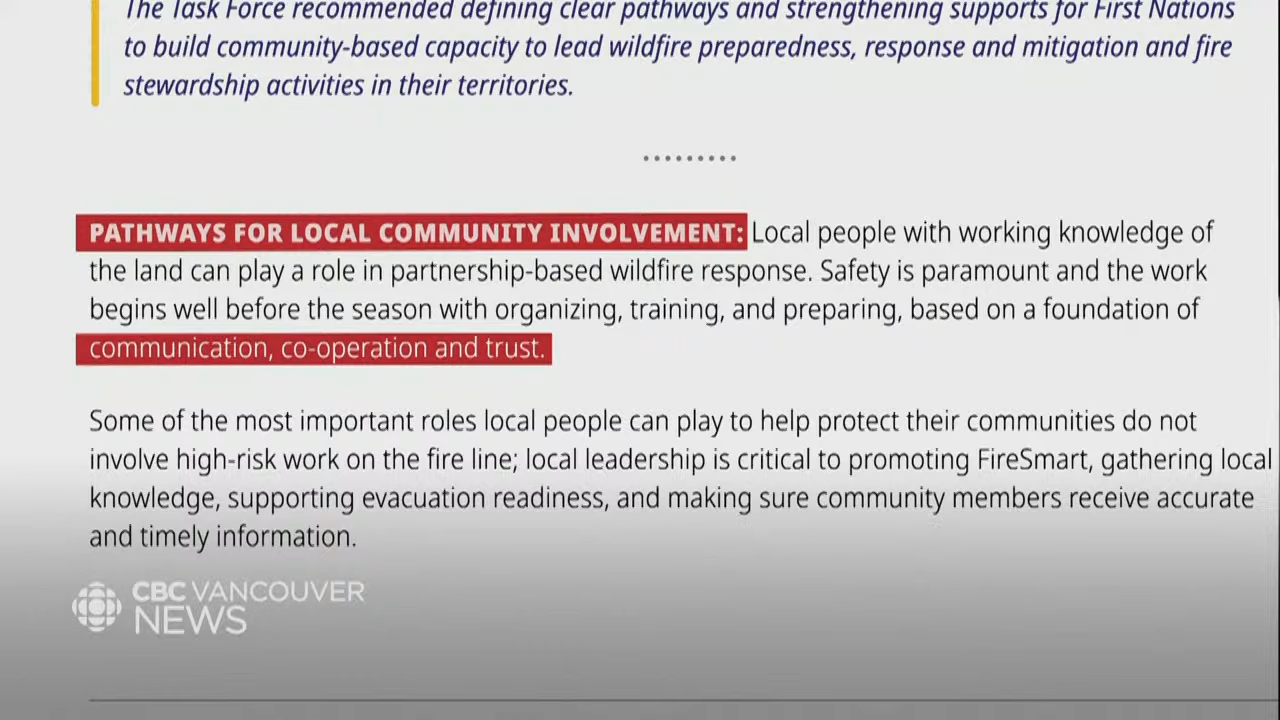 The Task Force recommended defining clear pathways and strengthening supports for First Nations
to build community-based capacity to lead wildfire preparedness, response and mitigation and fire
stewardship activities in their territories.
PATHWAYS FOR LOCAL COMMUNITY INVOLVEMENT: Local people with working knowledge of
the land can play a role in partnership-based wildfire response. Safety is paramount and the work
begins well before the season with organizing, training, and preparing, based on a foundation of
communication, co-operation and trust.
Some of the most important roles local people can play to help protect their communities do not
involve high-risk work on the fire line; local leadership is critical to promoting FireSmart, gathering local
knowledge, supporting evacuation readiness, and making sure community members receive accurate
and timely information.
CBC VANCOUVER
NEWS